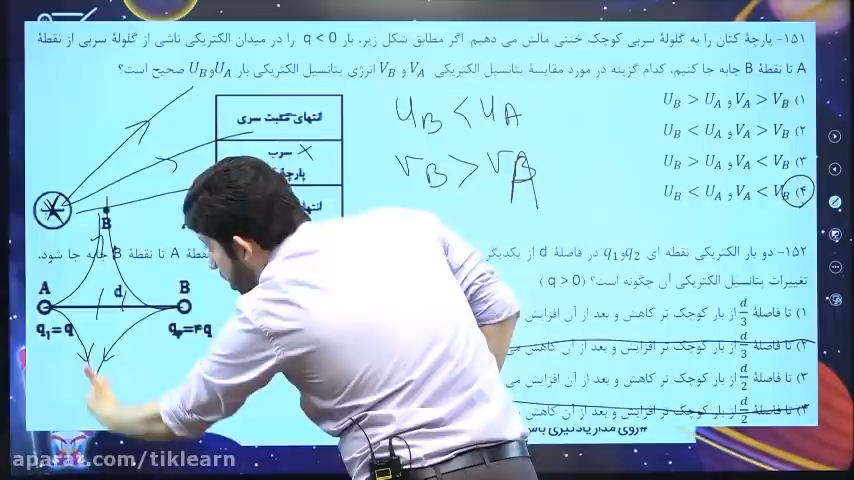 ۱۵۱- پارچهٔ کتان را به گلولهٔ سربی کوچک خنثی مالش می دهیم. اگر مطابق شکل زیر، بار q < 0 را در میدان الکتریکی ناشی از گلولهٔ سربی از نقطهٔ
A تا نقطهٔ B جابه جا کنیم، کدام گزینه در مورد مقایسهٔ پتانسیل الکتریکی V_A و V_B انرژی پتانسیل الکتریکی بار U_A و U_B صحیح است؟
۱) V_A > V_B و U_B > U_A
۲) V_A > V_B و U_B < U_A
۳) V_A < V_B و U_B > U_A
۴) V_A < V_B و U_B < U_A
انتهای مثبت سری
سرب
پارچهٔ
انتهای
U_B < U_A
V_B > V_A
B
۱۵۲- دو بار الکتریکی نقطه ای q₁ و q₂ در فاصلهٔ d از یکدیگر نقطهٔ A تا نقطهٔ B جابه جا شود،
تغییرات پتانسیل الکتریکی آن چگونه است؟ (q > 0)
۱) تا فاصلهٔ d/3 از بار کوچک تر کاهش و بعد از آن افزایش
۲) تا فاصلهٔ d/3 از بار کوچک تر افزایش و بعد از آن کاهش می
۳) تا فاصلهٔ d/2 از بار کوچک تر کاهش و بعد از آن افزایش می
۴) تا فاصلهٔ d/2 از بار کوچک تر افزایش و بعد از آن کاهش
A d B
q₁=q q₂=۴q
#روی مدار یادگیری باش
aparat.com/tiklearn